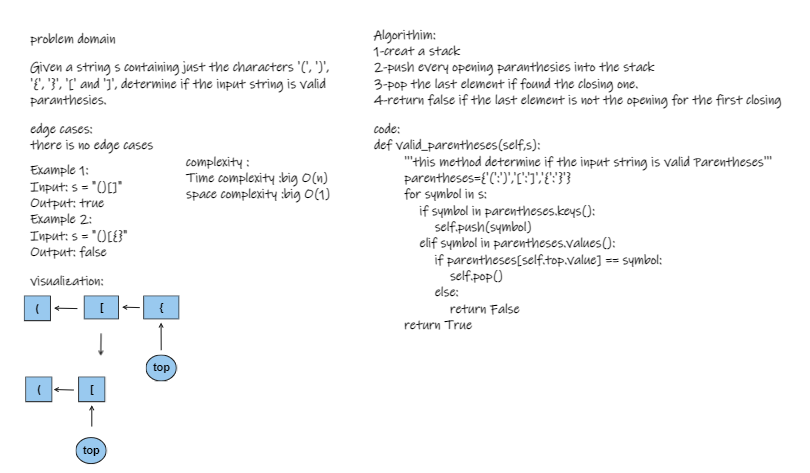 problem domain
Given a string s containing just the characters '(', ')',
'{', '}', '[' and ']', determine if the input string is valid
paranthesies.
edge cases:
there is no edge cases
Example 1:
Input: s = "()[]"
Output: true
Example 2:
Input: s = "()[{}"
Output: false
complexity :
Time complexity :big O(n)
space complexity :big O(1)
visualization:
( [ {
top
( [
top
Algorithim:
1-creat a stack
2-push every opening paranthesies into the stack
3-pop the last element if found the closing one.
4-return false if the last element is not the opening for the first closing
code:
def valid_parentheses(self,s):
'''this method determine if the input string is valid Parentheses'''
parentheses={'(':')','[':']','{':'}'}
for symbol in s:
if symbol in parentheses.keys():
self.push(symbol)
elif symbol in parentheses.values():
if parentheses[self.top.value] == symbol:
self.pop()
else:
return False
return True